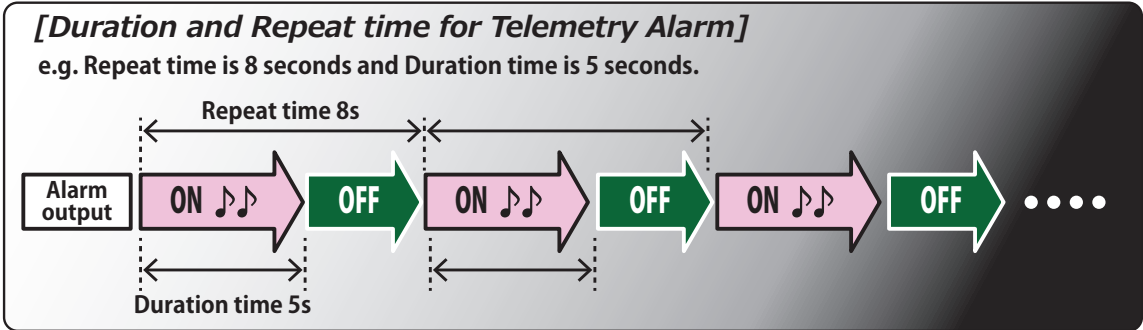 [Duration and Repeat time for Telemetry Alarm]
e.g. Repeat time is 8 seconds and Duration time is 5 seconds.
Repeat time 8s
Alarm
output
ON ♪♪
OFF
ON ♪♪
OFF
ON ♪♪
OFF
Duration time 5s